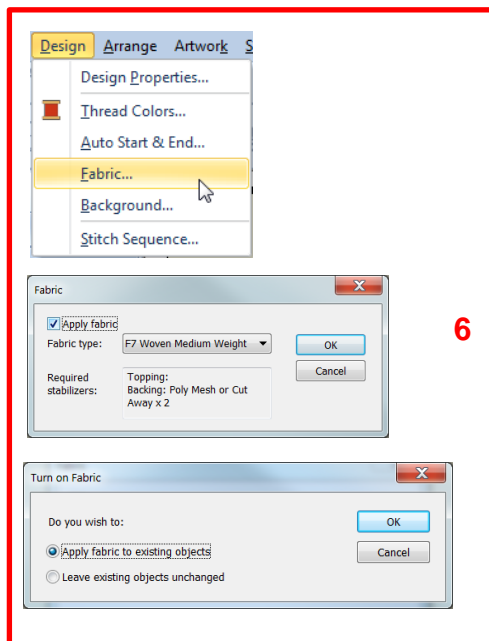 Design Arrange Artwork S
Design Properties...
Thread Colors...
Auto Start & End...
Fabric...
Background...
Stitch Sequence...
Fabric
Apply fabric
Fabric type: F7 Woven Medium Weight OK
Cancel
Required stabilizers:
Topping:
Backing: Poly Mesh or Cut
Away x 2
6
Turn on Fabric
Do you wish to: OK
Apply fabric to existing objects Cancel
Leave existing objects unchanged